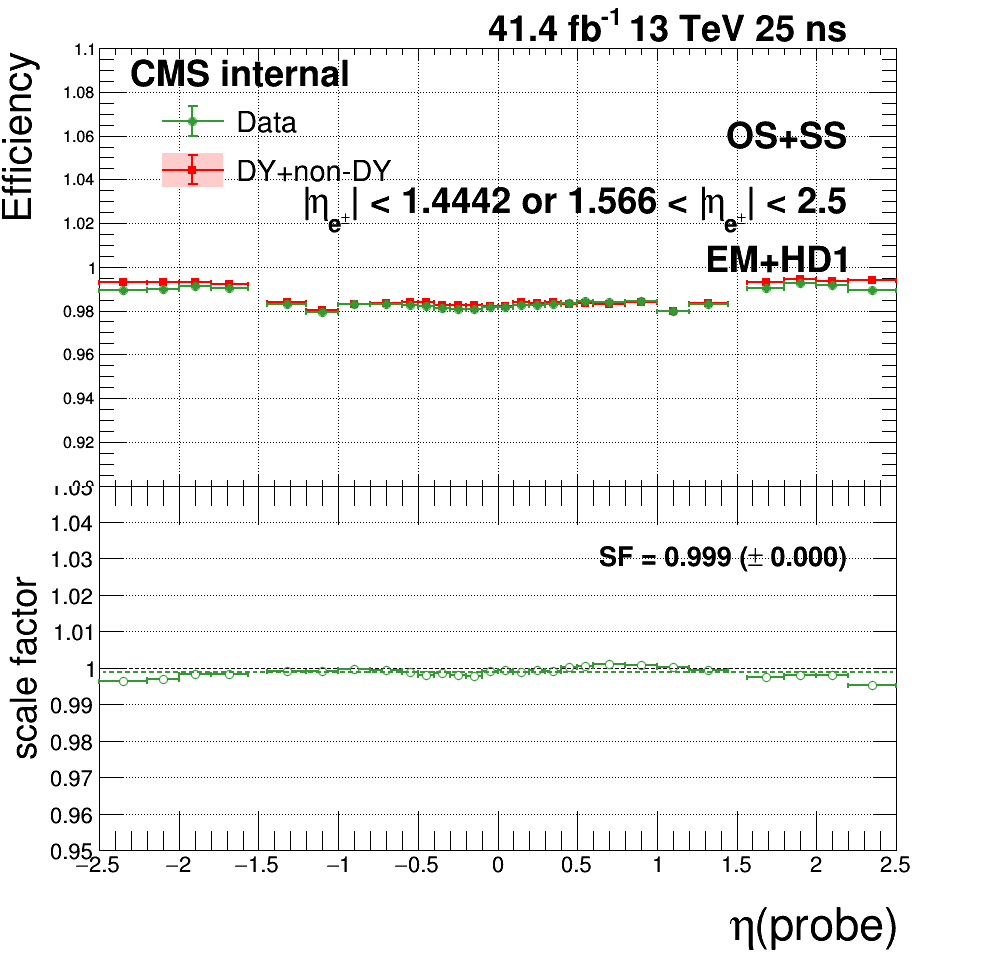 41.4 fb⁻¹ 13 TeV 25 ns
Efficiency
1.1
1.08
1.06
1.04
1.02
1
0.98
0.96
0.94
0.92
CMS internal
Data
DY+non-DY
OS+SS
|η_e±| < 1.4442 or 1.566 < |η_e±| < 2.5
EM+HD1
scale factor
1.04
1.03
1.02
1.01
1
0.99
0.98
0.97
0.96
0.95
SF = 0.999 (± 0.000)
−2.5 −2 −1.5 −1 −0.5 0 0.5 1 1.5 2 2.5
η(probe)